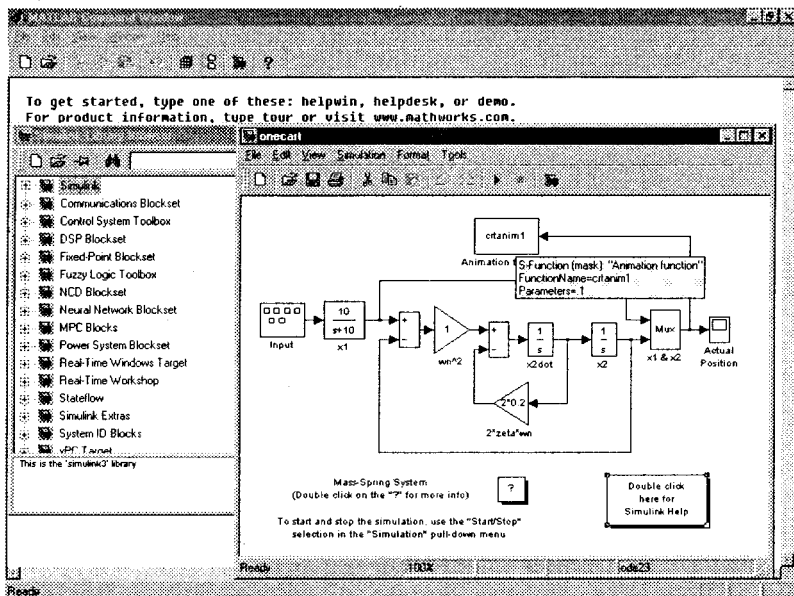 MATLAB Command Window
To get started, type one of these: helpwin, helpdesk, or demo.
For product information, type tour or visit www.mathworks.com.
Simulink
Communications Blockset
Control System Toolbox
DSP Blockset
Fixed-Point Blockset
Fuzzy Logic Toolbox
NCD Blockset
Neural Network Blockset
MPC Blocks
Power System Blockset
Real-Time Windows Target
Real-Time Workshop
Stateflow
Simulink Extras
System ID Blocks
xPC Target
This is the 'simulink3' library
onecart
File Edit View Simulation Format Tools
crtanim1
Animation
S-Function (mask) "Animation function"
FunctionName=crtanim1
Parameters=.1
Input
10
s+10
x1
+
−
1
wn^2
+
−
1
s
x2dot
1
s
x2
Mux
x1 & x2
Actual
Position
2*0.2
2*zeta*wn
Mass-Spring System
(Double click on the "?" for more info)
?
Double click
here for
Simulink Help
To start and stop the simulation, use the "Start/Stop"
selection in the "Simulation" pull-down menu
Ready 100% ode23
Ready